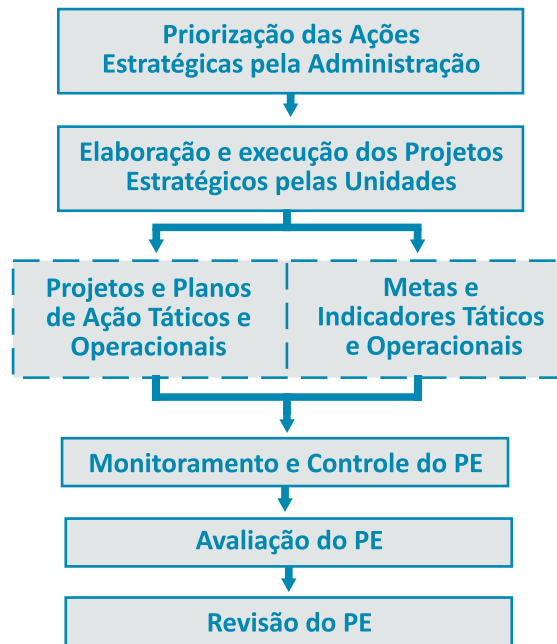 Priorização das Ações
Estratégicas pela Administração
Elaboração e execução dos Projetos
Estratégicos pelas Unidades
Projetos e Planos
de Ação Táticos e
Operacionais
Metas e
Indicadores Táticos
e Operacionais
Monitoramento e Controle do PE
Avaliação do PE
Revisão do PE